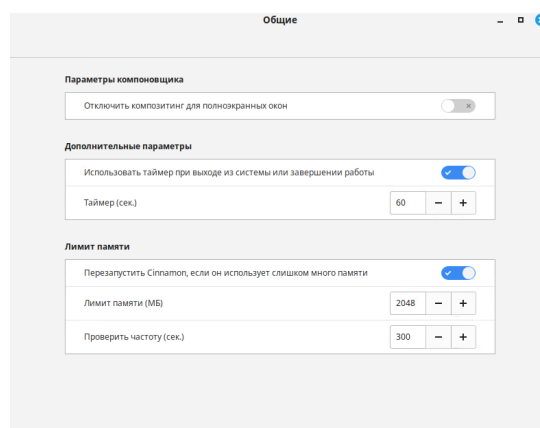 Общие
Параметры компоновщика
Отключить композитинг для полноэкранных окон
Дополнительные параметры
Использовать таймер при выходе из системы или завершении работы
Таймер (сек.)
60
Лимит памяти
Перезапустить Cinnamon, если он использует слишком много памяти
Лимит памяти (МБ)
2048
Проверить частоту (сек.)
300